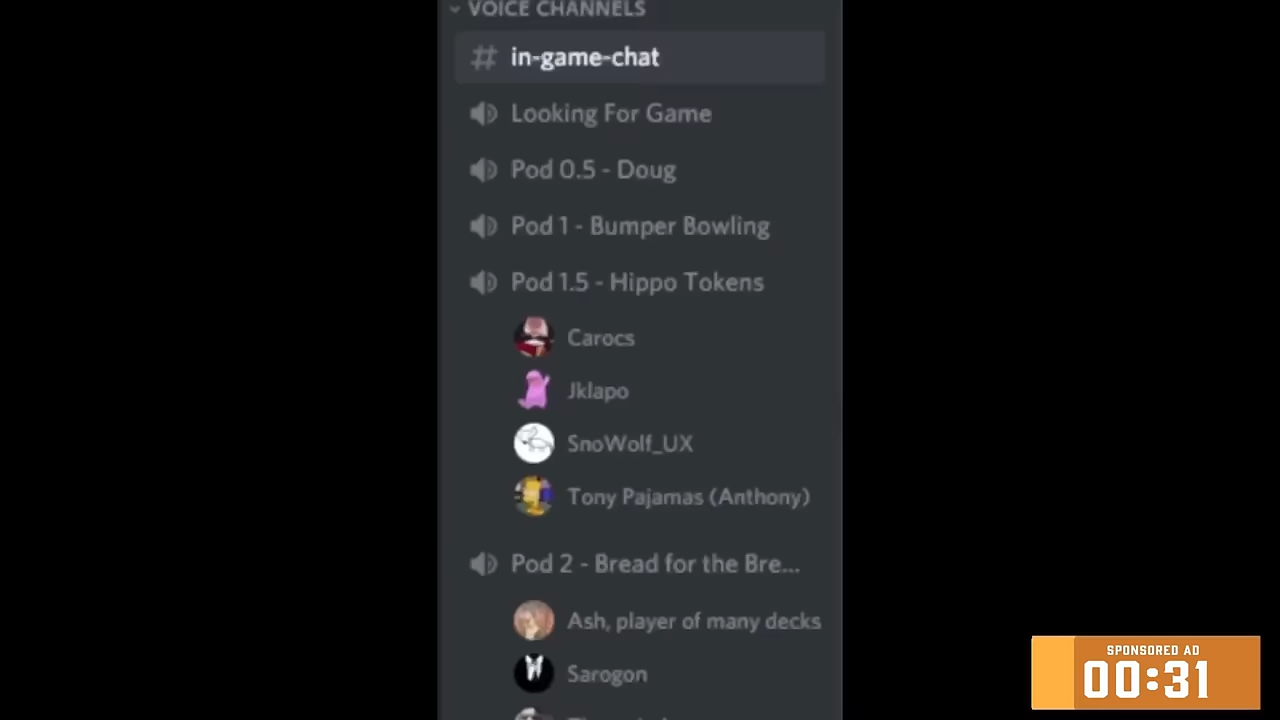 VOICE CHANNELS
in-game-chat
Looking For Game
Pod 0.5 - Doug
Pod 1 - Bumper Bowling
Pod 1.5 - Hippo Tokens
Carocs
Jklapo
SnoWolf_UX
Tony Pajamas (Anthony)
Pod 2 - Bread for the Bre...
Ash, player of many decks
Sarogon
SPONSORED AD
00:31